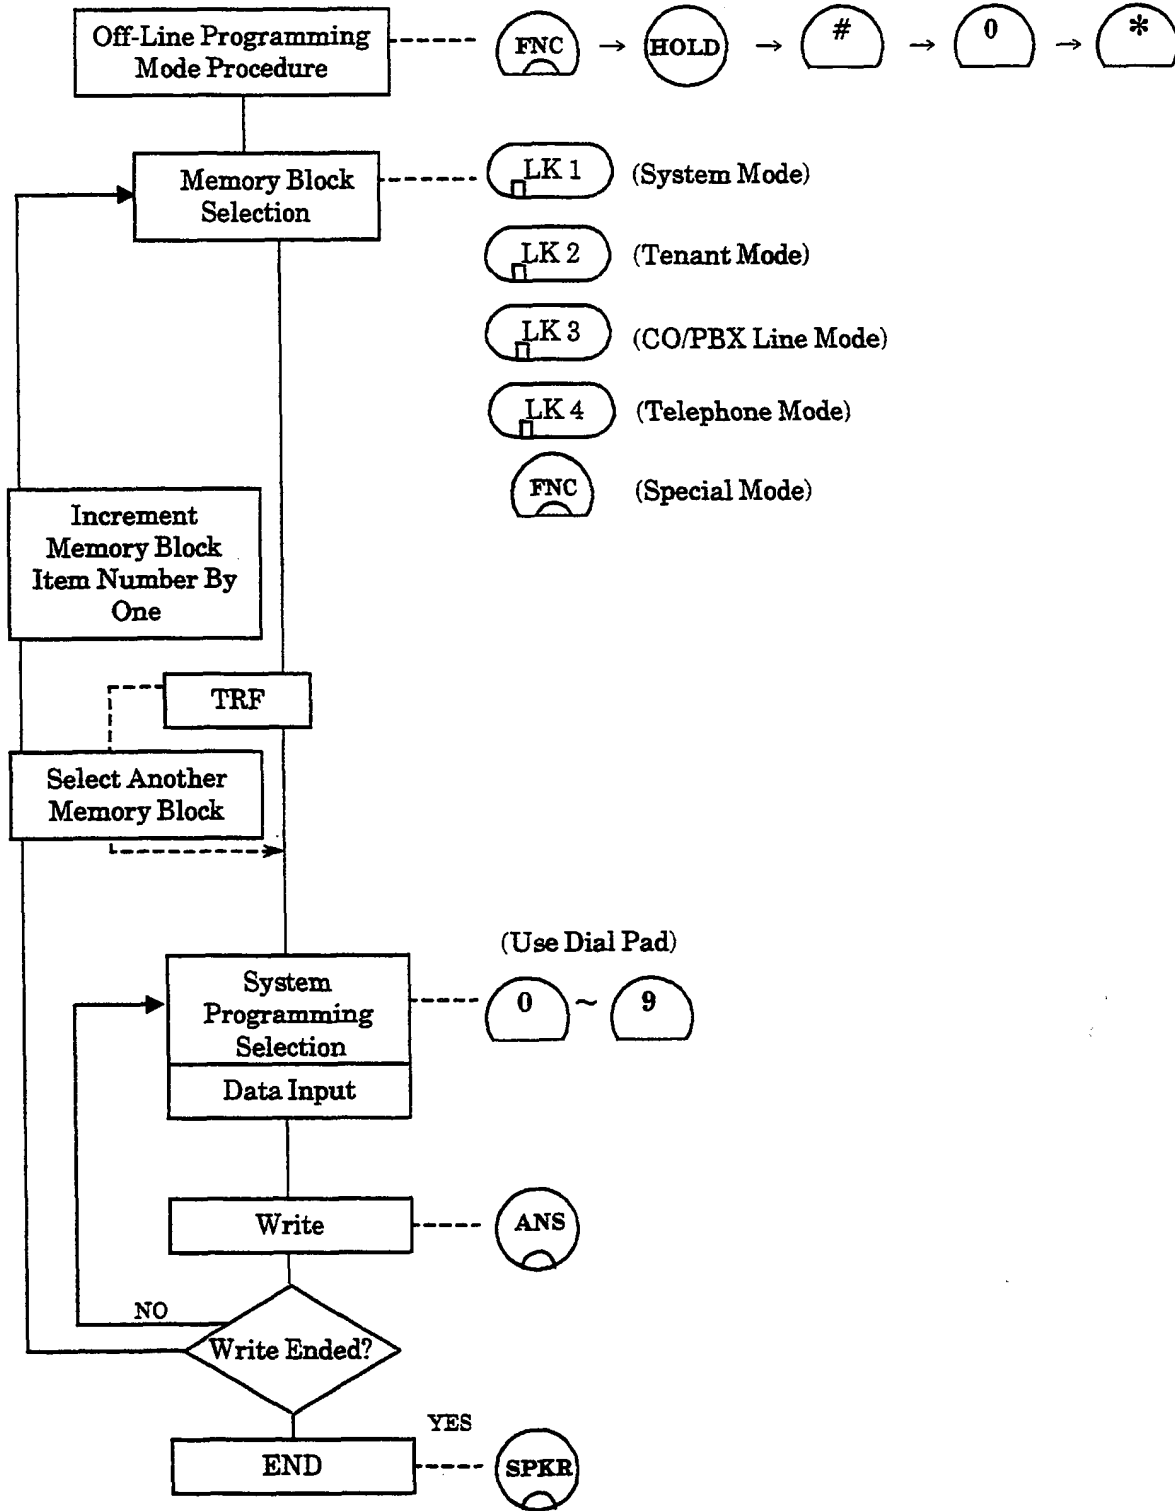 Off-Line Programming
Mode Procedure
FNC → HOLD → # → 0 → *
Memory Block
Selection
LK 1 (System Mode)
LK 2 (Tenant Mode)
LK 3 (CO/PBX Line Mode)
LK 4 (Telephone Mode)
FNC (Special Mode)
Increment
Memory Block
Item Number By
One
TRF
Select Another
Memory Block
(Use Dial Pad)
System
Programming
Selection
0 ~ 9
Data Input
Write
ANS
NO
Write Ended?
YES
END
SPKR